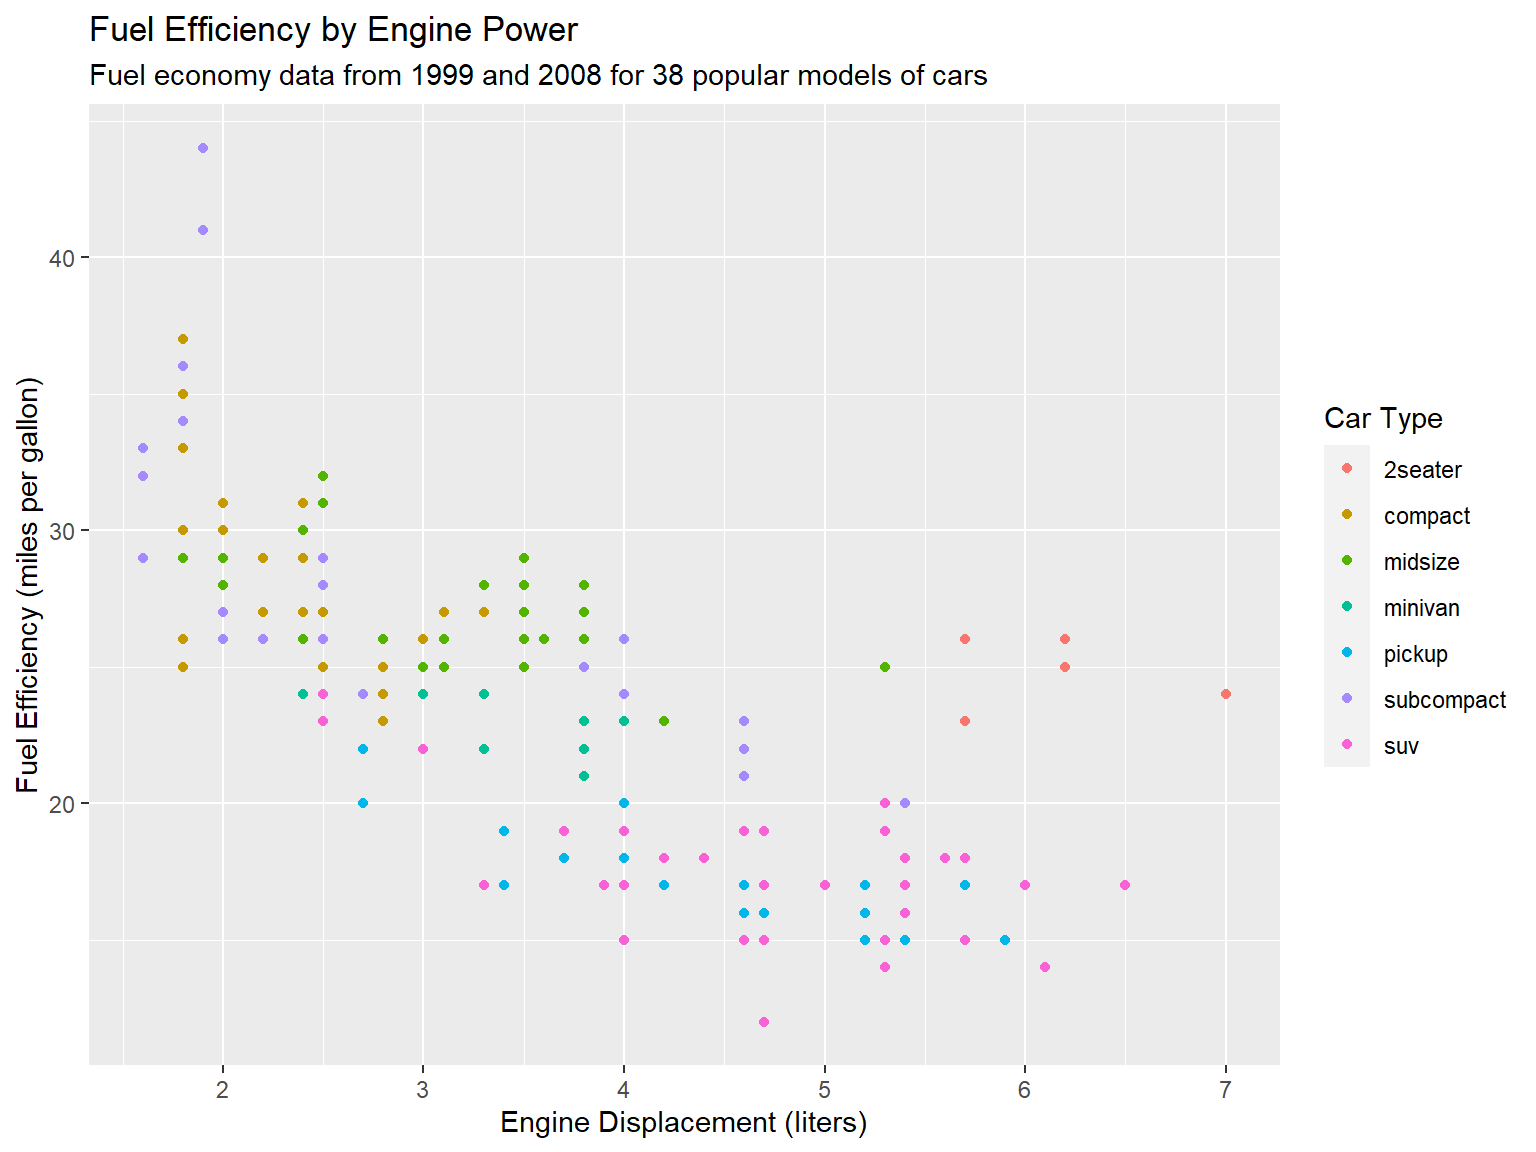 Fuel Efficiency by Engine Power
Fuel economy data from 1999 and 2008 for 38 popular models of cars
Fuel Efficiency (miles per gallon)
40
30
20
2 3 4 5 6 7
Engine Displacement (liters)
Car Type
2seater
compact
midsize
minivan
pickup
subcompact
suv